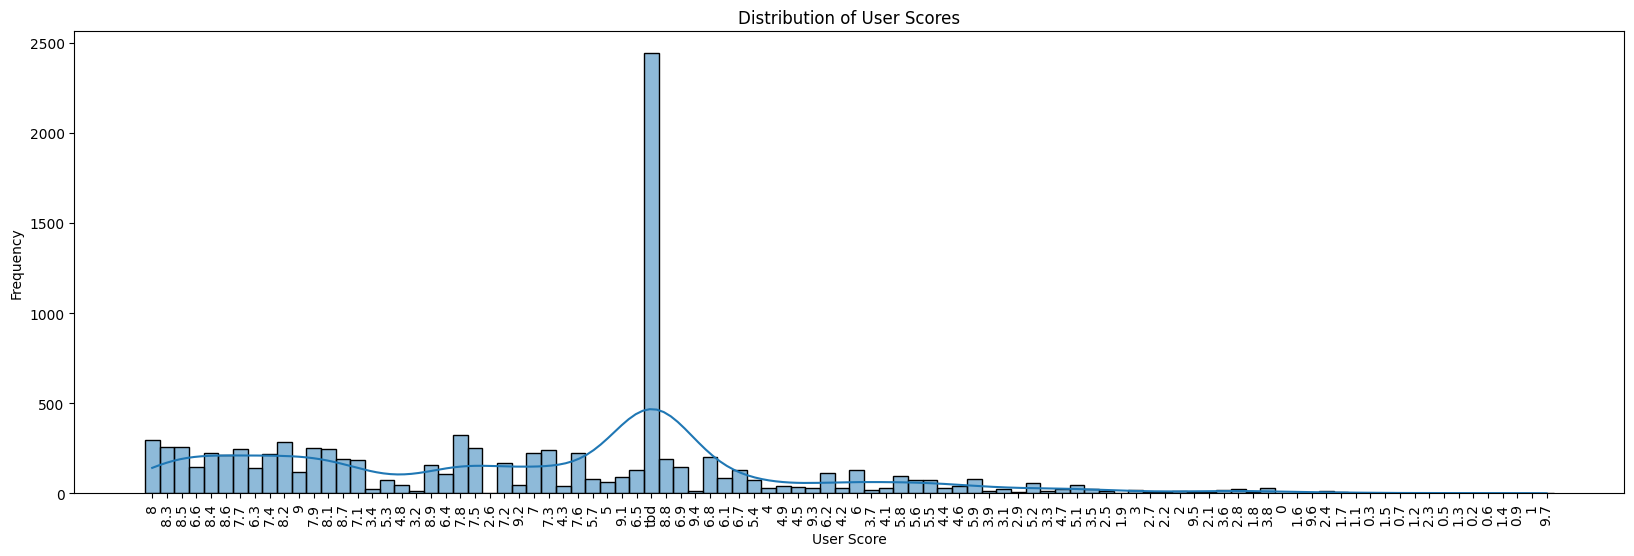 Distribution of User Scores
Frequency
2500
2000
1500
1000
500
0
8 8.3 8.5 6.6 8.4 8.6 7.7 6.3 7.4 8.2 9 7.9 8.1 8.7 7.1 3.4 5.3 4.8 3.2 8.9 6.4 7.8 7.5 2.6 7.2 9.2 7 7.3 4.3 7.6 5.7 5 9.1 6.5 tbd 8.8 6.9 9.4 6.8 6.1 6.7 5.4 4 4.9 4.5 9.3 6.2 4.2 6 3.7 4.1 5.8 5.6 5.5 4.4 4.6 5.9 3.9 3.1 2.9 5.2 3.3 4.7 5.1 3.5 2.5 1.9 3 2.7 2.2 2 9.5 2.1 3.6 2.8 1.8 3.8 0 1.6 9.6 2.4 1.7 1.1 0.3 1.5 0.7 1.2 2.3 0.5 1.3 0.2 0.6 1.4 0.9 1 9.7
User Score